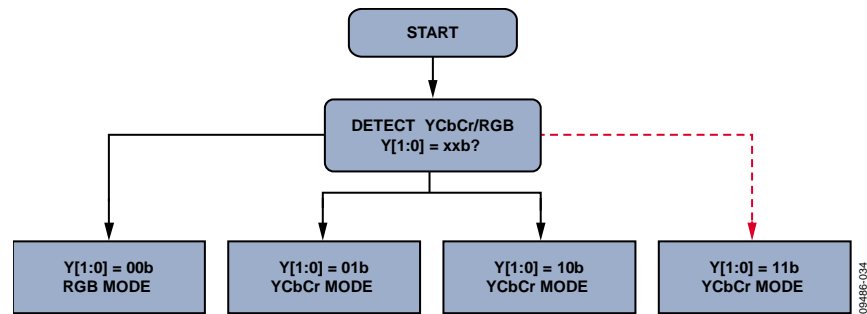 START
DETECT YCbCr/RGB
Y[1:0] = xxb?
Y[1:0] = 00b
RGB MODE
Y[1:0] = 01b
YCbCr MODE
Y[1:0] = 10b
YCbCr MODE
Y[1:0] = 11b
YCbCr MODE
09486-034